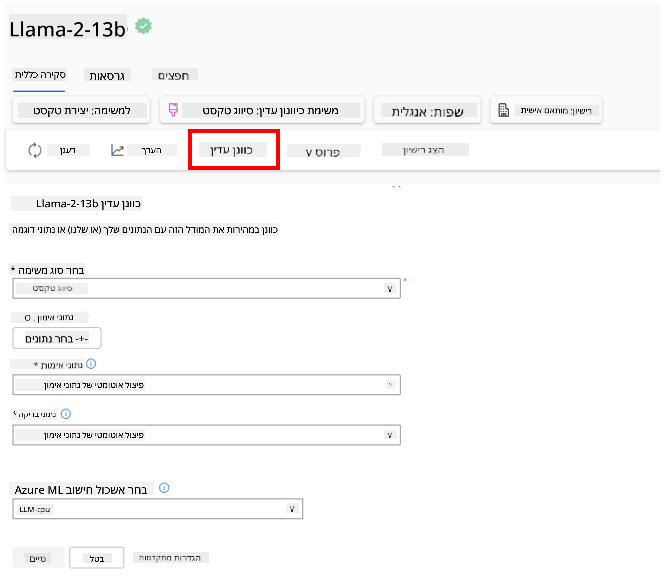 Llama-2-13b
סקירה כללית
גרסאות
חפצים
למשימה: יצירת טקסט
משימת כיוונון עדין: סיווג טקסט
שפות: אנגלית
רישיון: מותאם אישית
רענן
הערך
כוונן עדין
פרוס v
הצג רישיון
כוונן עדין Llama-2-13b
כוונן במהירות את המודל הזה עם הנתונים שלך (או שלנו) או נתוני דוגמה
בחר סוג משימה *
סיווג טקסט
נתוני אימון . O
-+- בחר נתונים
נתוני אימות *
פיצול אוטומטי של נתוני אימון
נתוני בדיקה *
פיצול אוטומטי של נתוני אימון
בחר אשכול חישוב Azure ML
LLM-cpu
סיים
בטל
הגדרות מתקדמות